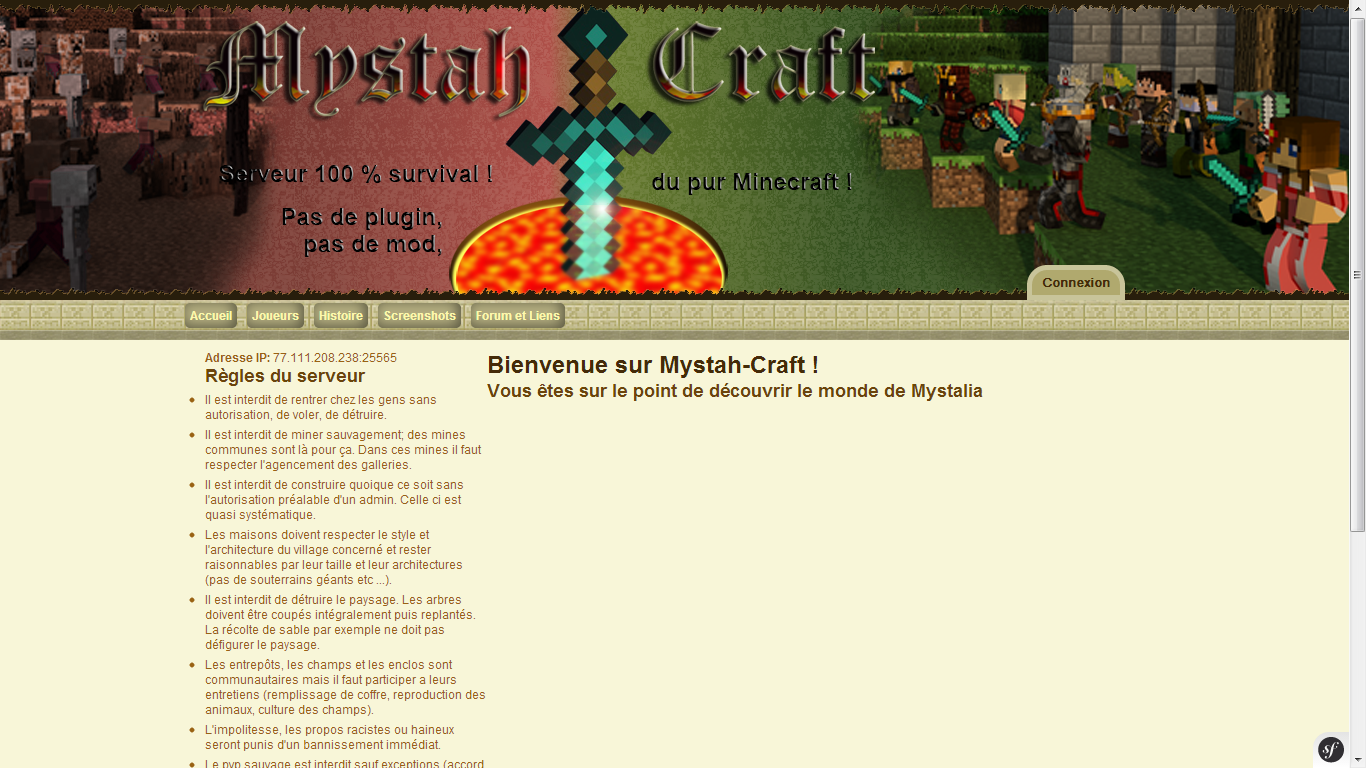 Mystah Craft
Serveur 100 % survival !
du pur Minecraft !
Pas de plugin,
pas de mod,
Connexion
Accueil
Joueurs
Histoire
Screenshots
Forum et Liens
Adresse IP: 77.111.208.238:25565
Règles du serveur
Il est interdit de rentrer chez les gens sans
autorisation, de voler, de détruire.
Il est interdit de miner sauvagement; des mines
communes sont là pour ça. Dans ces mines il faut
respecter l'agencement des galleries.
Il est interdit de construire quoique ce soit sans
l'autorisation préalable d'un admin. Celle ci est
quasi systématique.
Les maisons doivent respecter le style et
l'architecture du village concerné et rester
raisonnables par leur taille et leur architectures
(pas de souterrains géants etc ...).
Il est interdit de détruire le paysage. Les arbres
doivent être coupés intégralement puis replantés.
La récolte de sable par exemple ne doit pas
défigurer le paysage.
Les entrepôts, les champs et les enclos sont
communautaires mais il faut participer a leurs
entretiens (remplissage de coffre, reproduction des
animaux, culture des champs).
L'impolitesse, les propos racistes ou haineux
seront punis d'un bannissement immédiat.
Le pvp sauvage est interdit sauf exceptions (accord
Bienvenue sur Mystah-Craft !
Vous êtes sur le point de découvrir le monde de Mystalia
sf